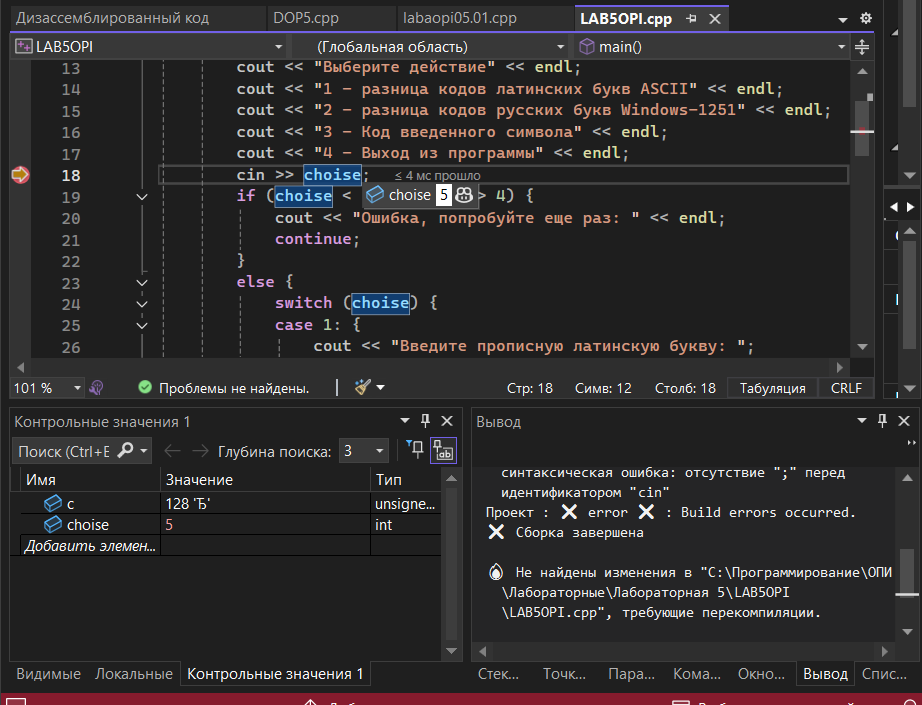 Дизассемблированный код DOP5.cpp labaopi05.01.cpp LAB5OPI.cpp
LAB5OPI (Глобальная область) main()
13 cout << "Выберите действие" << endl;
14 cout << "1 - разница кодов латинских букв ASCII" << endl;
15 cout << "2 - разница кодов русских букв Windows-1251" << endl;
16 cout << "3 - Код введенного символа" << endl;
17 cout << "4 - Выход из программы" << endl;
18 cin >> choise; ≤ 4 мс прошло
19 if (choise < choise 5 > 4) {
20 cout << "Ошибка, попробуйте еще раз: " << endl;
21 continue;
22 }
23 else {
24 switch (choise) {
25 case 1: {
26 cout << "Введите прописную латинскую букву: ";
101 % Проблемы не найдены. Стр: 18 Симв: 12 Столб: 18 Табуляция CRLF
Контрольные значения 1
Поиск (Ctrl+E Глубина поиска: 3
Имя Значение Тип
c 128 'Ђ' unsigne...
choise 5 int
Добавить элемен...
Видимые Локальные Контрольные значения 1
Вывод
синтаксическая ошибка: отсутствие ";" перед
идентификатором "cin"
Проект : ❌ error ❌ : Build errors occurred.
❌ Сборка завершена
Не найдены изменения в "C:\Программирование\ОПИ
\Лабораторные\Лабораторная 5\LAB5OPI
\LAB5OPI.cpp", требующие перекомпиляции.
Стек... Точк... Пара... Кома... Окно... Вывод Спис...